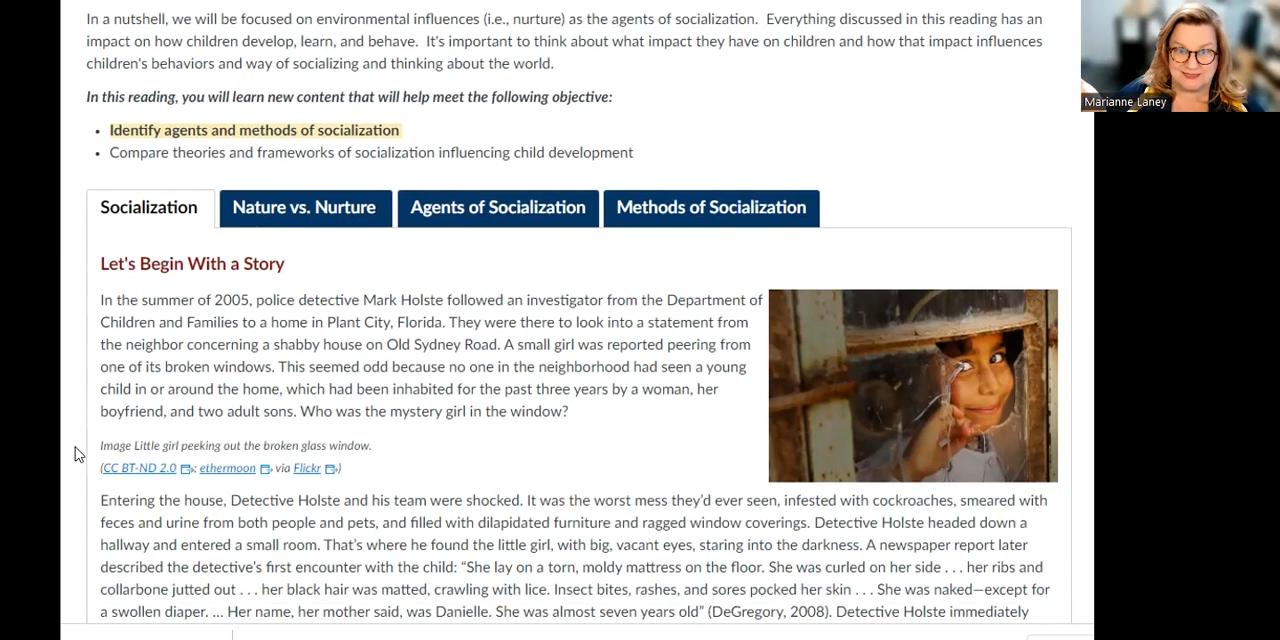 In a nutshell, we will be focused on environmental influences (i.e., nurture) as the agents of socialization.  Everything discussed in this reading has an
impact on how children develop, learn, and behave.  It's important to think about what impact they have on children and how that impact influences
children's behaviors and way of socializing and thinking about the world.
In this reading, you will learn new content that will help meet the following objective:
• Identify agents and methods of socialization
• Compare theories and frameworks of socialization influencing child development
Socialization
Nature vs. Nurture
Agents of Socialization
Methods of Socialization
Let's Begin With a Story
In the summer of 2005, police detective Mark Holste followed an investigator from the Department of
Children and Families to a home in Plant City, Florida. They were there to look into a statement from
the neighbor concerning a shabby house on Old Sydney Road. A small girl was reported peering from
one of its broken windows. This seemed odd because no one in the neighborhood had seen a young
child in or around the home, which had been inhabited for the past three years by a woman, her
boyfriend, and two adult sons. Who was the mystery girl in the window?
Image Little girl peeking out the broken glass window.
(CC BT-ND 2.0 : ethermoon , via Flickr )
Entering the house, Detective Holste and his team were shocked. It was the worst mess they'd ever seen, infested with cockroaches, smeared with
feces and urine from both people and pets, and filled with dilapidated furniture and ragged window coverings. Detective Holste headed down a
hallway and entered a small room. That's where he found the little girl, with big, vacant eyes, staring into the darkness. A newspaper report later
described the detective's first encounter with the child: “She lay on a torn, moldy mattress on the floor. She was curled on her side . . . her ribs and
collarbone jutted out . . . her black hair was matted, crawling with lice. Insect bites, rashes, and sores pocked her skin . . . She was naked—except for
a swollen diaper. ... Her name, her mother said, was Danielle. She was almost seven years old” (DeGregory, 2008). Detective Holste immediately
Marianne Laney